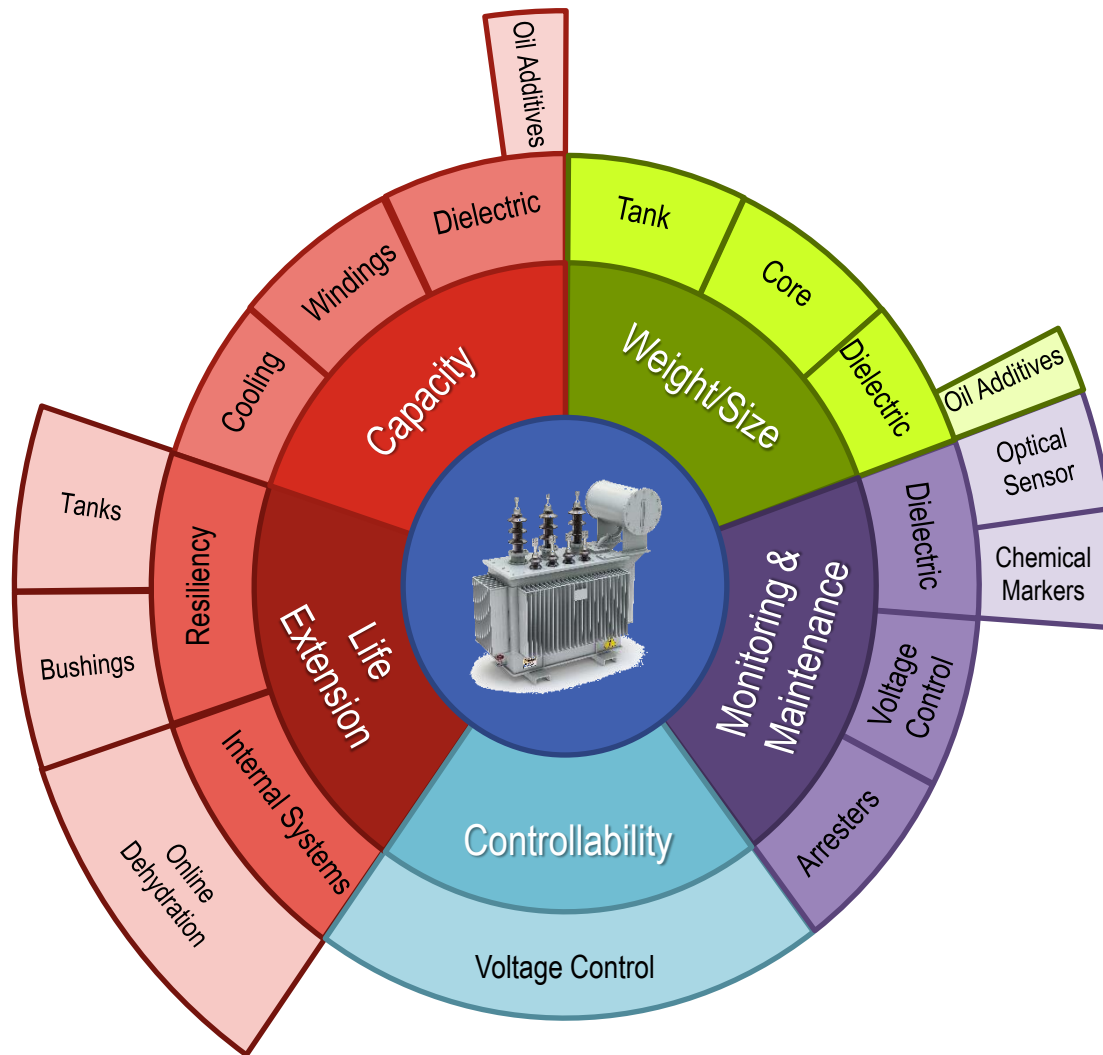 Oil Additives
Dielectric
Windings
Cooling
Capacity
Tank
Core
Dielectric
Weight/Size
Oil Additives
Optical
Sensor
Chemical
Markers
Dielectric
Voltage
Control
Arresters
Monitoring &
Maintenance
Controllability
Voltage Control
Life
Extension
Resiliency
Internal Systems
Tanks
Bushings
Online
Dehydration